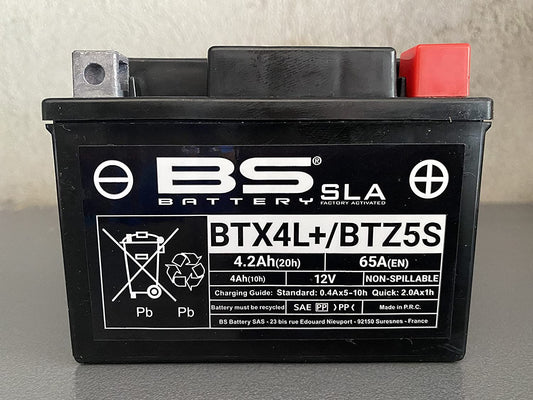 BS®
BATTERY
SLA
FACTORY ACTIVATED
BTX4L+/BTZ5S
4.2Ah(20h) 65A(EN)
4Ah(10h) 12V NON-SPILLABLE
Charging Guide: Standard: 0.4Ax5-10h Quick: 2.0Ax1h
Battery must be recycled SAE PP >PP< Made in P.R.C.
BS Battery SAS - 23 bis rue Edouard Nieuport - 92150 Suresnes - France
Pb Pb